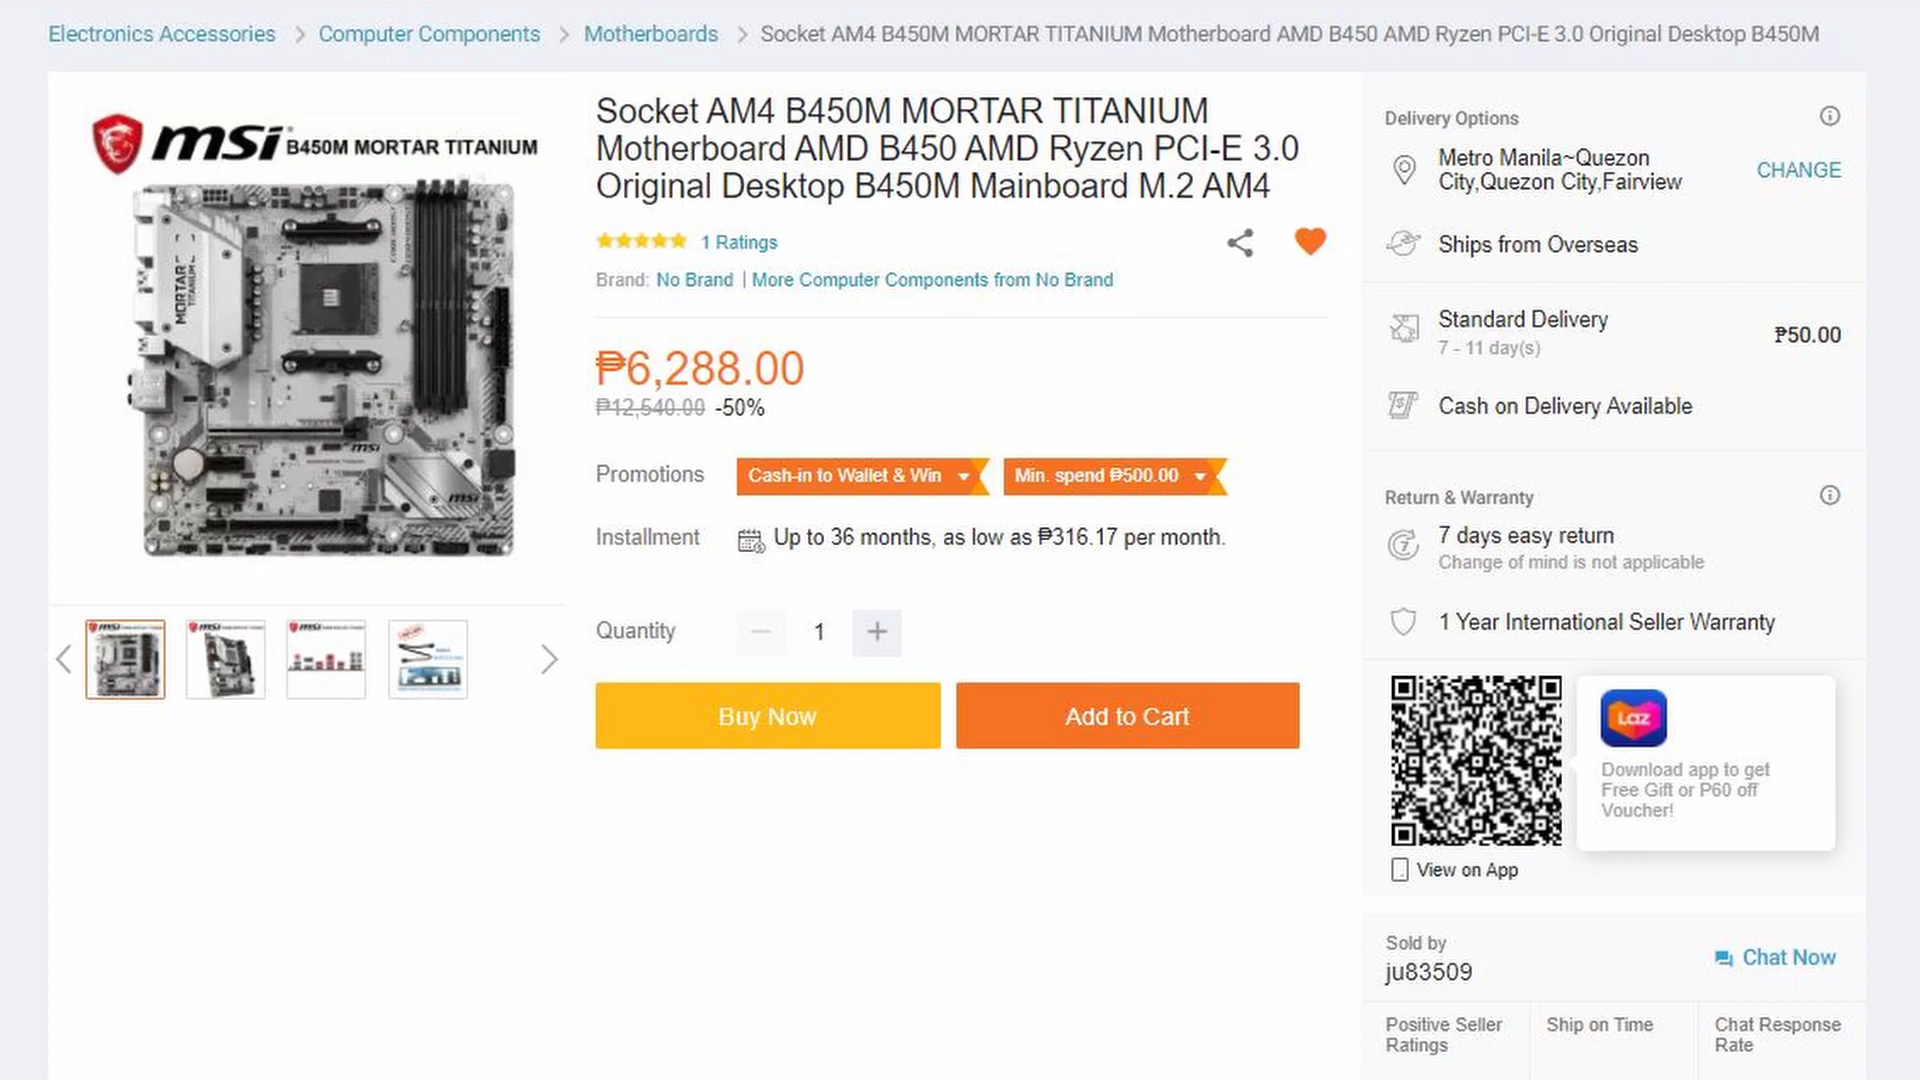 Electronics Accessories > Computer Components > Motherboards > Socket AM4 B450M MORTAR TITANIUM Motherboard AMD B450 AMD Ryzen PCI-E 3.0 Original Desktop B450M
msi B450M MORTAR TITANIUM
MORTAR
TITANIUM
msi
msi
Socket AM4 B450M MORTAR TITANIUM
Motherboard AMD B450 AMD Ryzen PCI-E 3.0
Original Desktop B450M Mainboard M.2 AM4
1 Ratings
Brand: No Brand | More Computer Components from No Brand
₱6,288.00
₱12,540.00 -50%
Promotions
Cash-in to Wallet & Win
Min. spend ₱500.00
Installment
Up to 36 months, as low as ₱316.17 per month.
Quantity
1
Buy Now
Add to Cart
Delivery Options
Metro Manila~Quezon
City,Quezon City,Fairview
CHANGE
Ships from Overseas
Standard Delivery
₱50.00
7 - 11 day(s)
Cash on Delivery Available
Return & Warranty
7 days easy return
Change of mind is not applicable
1 Year International Seller Warranty
Laz
Download app to get
Free Gift or P60 off
Voucher!
View on App
Sold by
ju83509
Chat Now
Positive Seller
Ratings
Ship on Time
Chat Response
Rate